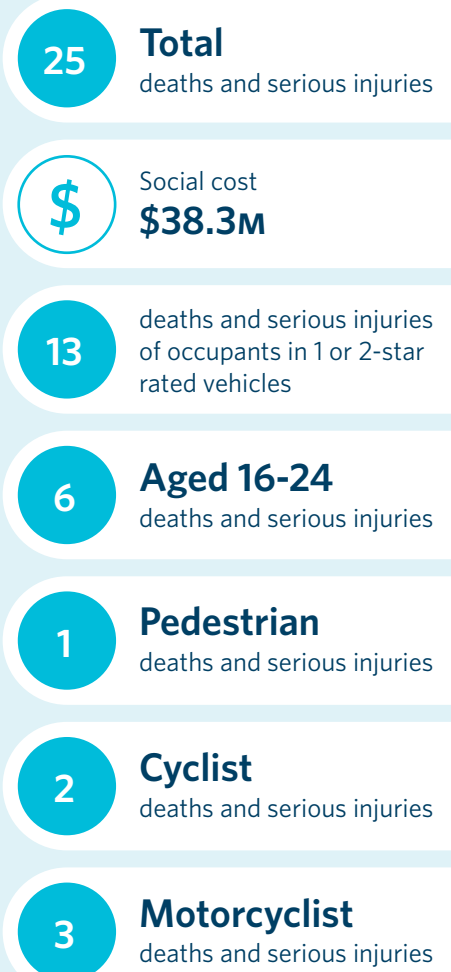 25
Total
deaths and serious injuries
$
Social cost
$38.3M
13
deaths and serious injuries
of occupants in 1 or 2-star
rated vehicles
6
Aged 16-24
deaths and serious injuries
1
Pedestrian
deaths and serious injuries
2
Cyclist
deaths and serious injuries
3
Motorcyclist
deaths and serious injuries